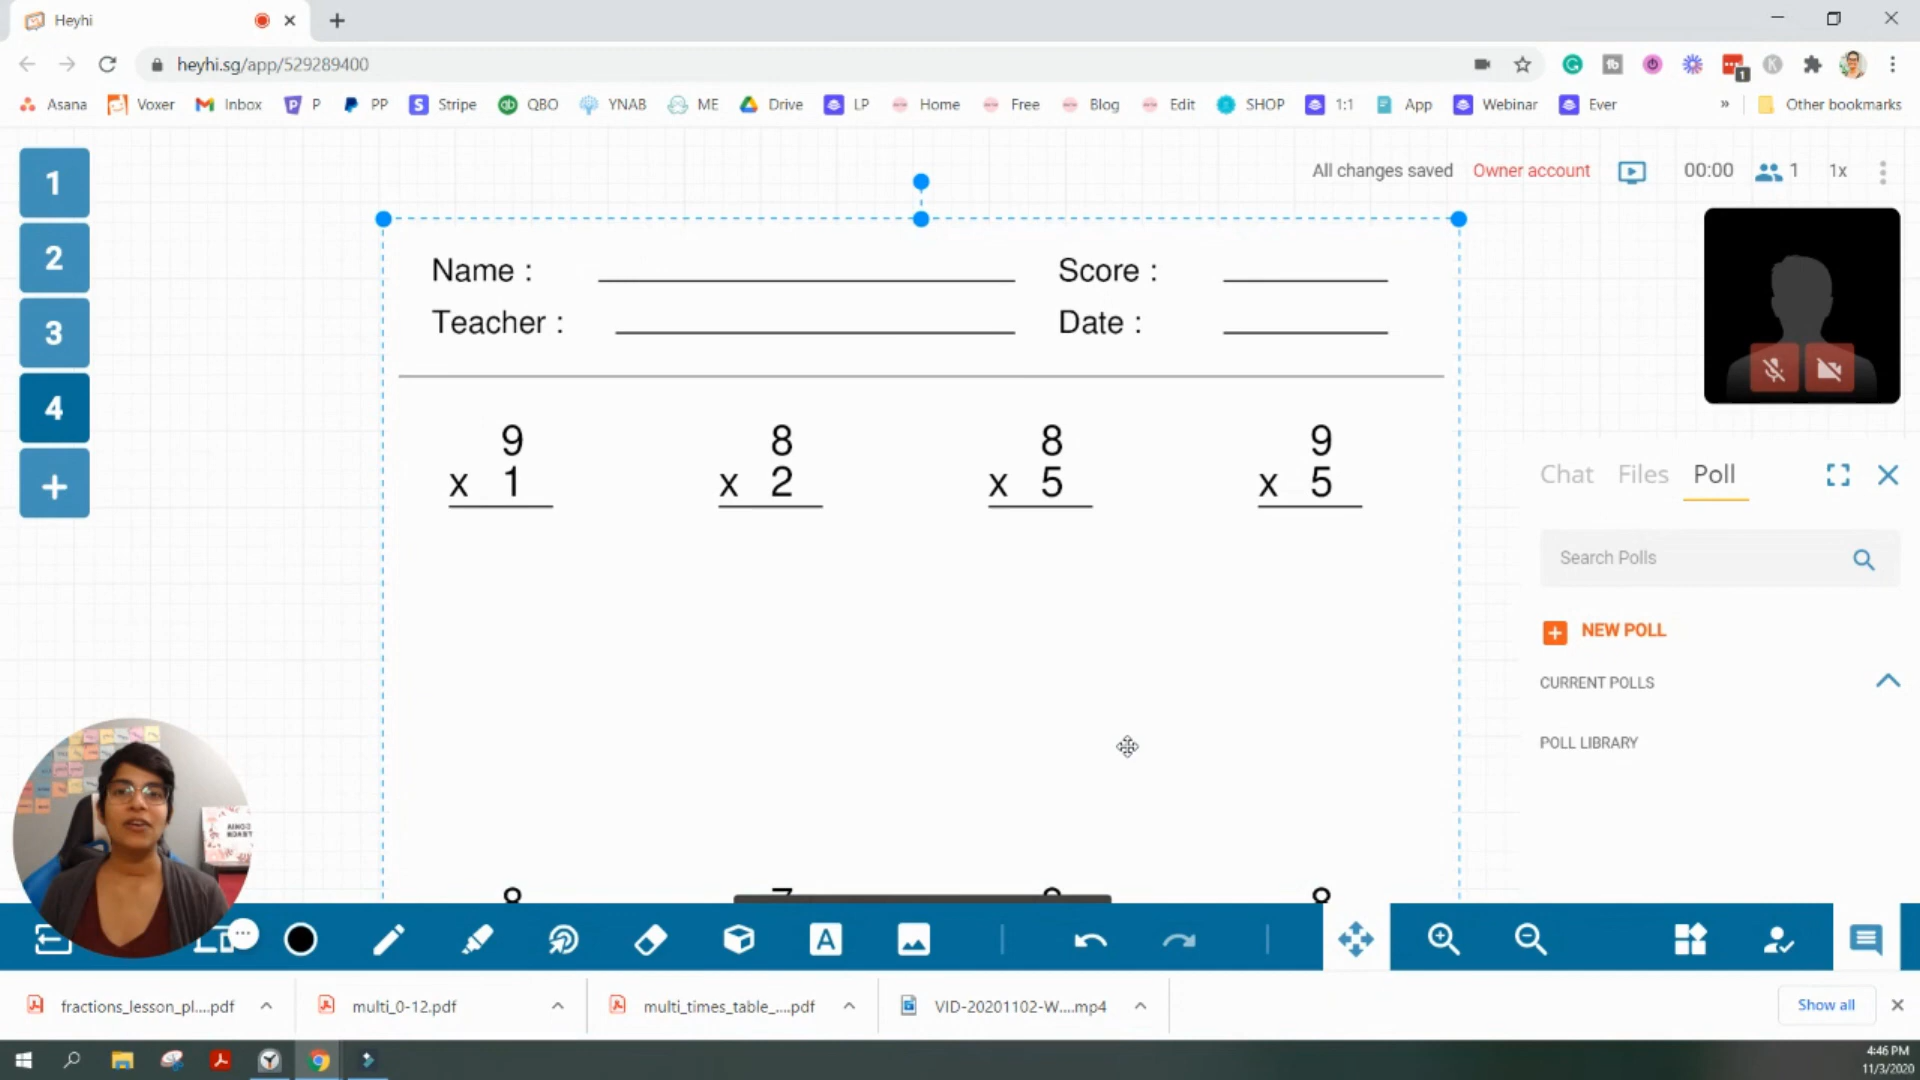 Heyhi
heyhi.sg/app/529289400
1
Asana Voxer Inbox P PP Stripe QBO YNAB ME Drive LP Home Free Blog Edit SHOP 1:1 App Webinar Ever » Other bookmarks
1
2
3
4
+
All changes saved Owner account 00:00 1 1x
Name : Score :
Teacher : Date :
9 8 8 9
x 1 x 2 x 5 x 5
Chat Files Poll
Search Polls
NEW POLL
CURRENT POLLS
POLL LIBRARY
A
fractions_lesson_pl....pdf multi_0-12.pdf multi_times_table_....pdf VID-20201102-W....mp4 Show all
4:46 PM
11/3/2020